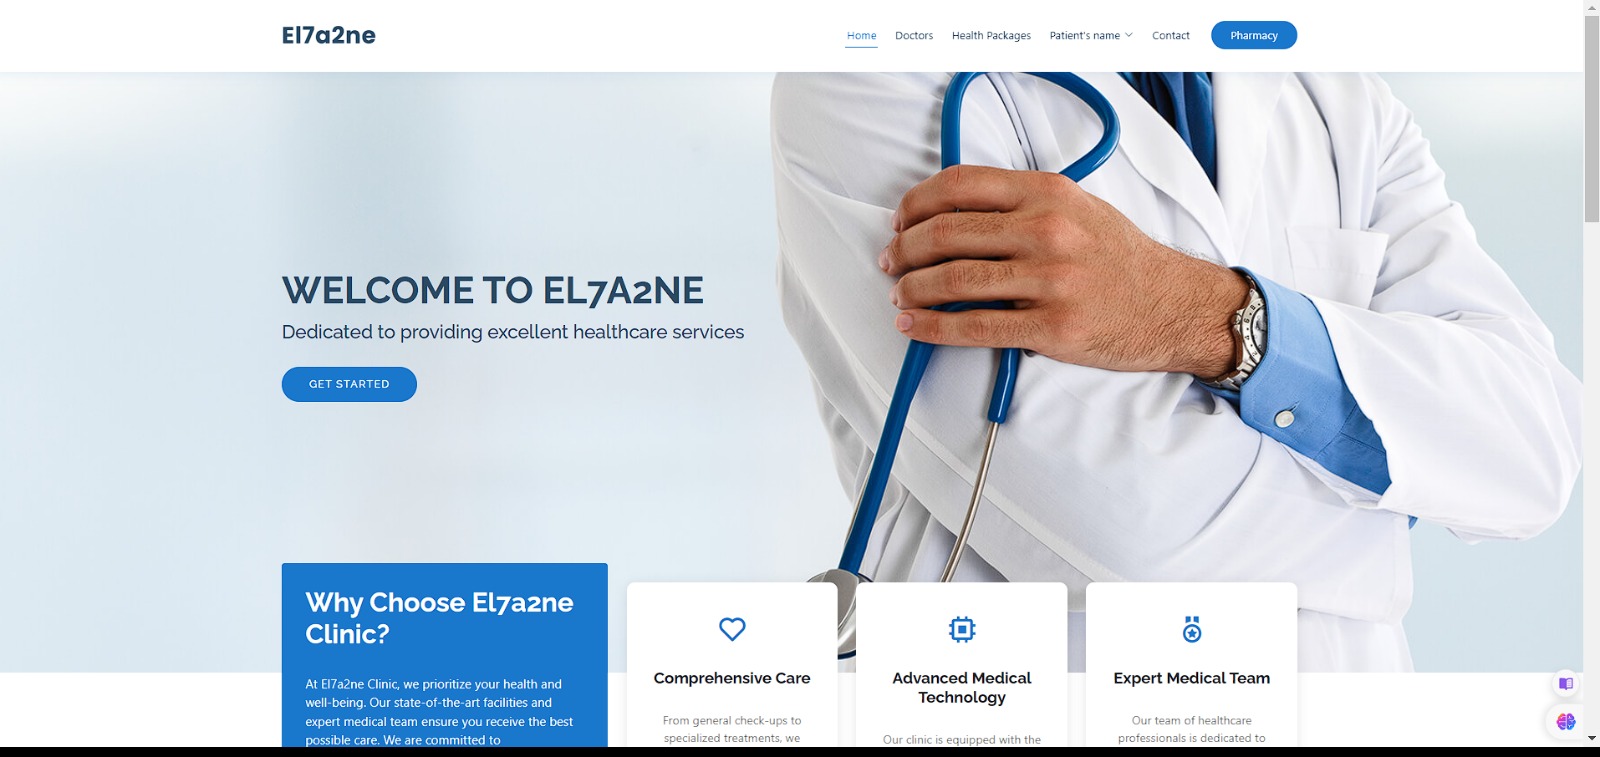 El7a2ne
Home
Doctors
Health Packages
Patient's name
Contact
Pharmacy
WELCOME TO EL7A2NE
Dedicated to providing excellent healthcare services
GET STARTED
Why Choose El7a2ne
Clinic?
At El7a2ne Clinic, we prioritize your health and
well-being. Our state-of-the-art facilities and
expert medical team ensure you receive the best
possible care. We are committed to
Comprehensive Care
From general check-ups to
specialized treatments, we
Advanced Medical
Technology
Our clinic is equipped with the
Expert Medical Team
Our team of healthcare
professionals is dedicated to